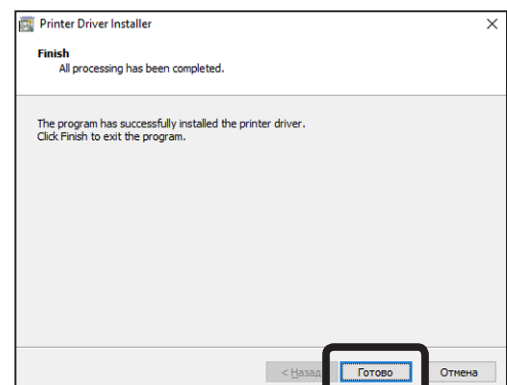 Printer Driver Installer
Finish
All processing has been completed.
The program has successfully installed the printer driver.
Click Finish to exit the program.
< Назад
Готово
Отмена